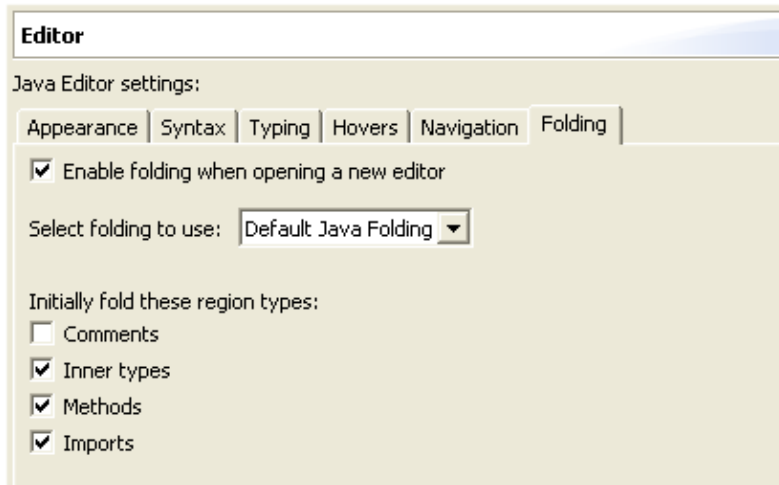 Editor
Java Editor settings:
Appearance Syntax Typing Hovers Navigation Folding
Enable folding when opening a new editor
Select folding to use: Default Java Folding
Initially fold these region types:
Comments
Inner types
Methods
Imports